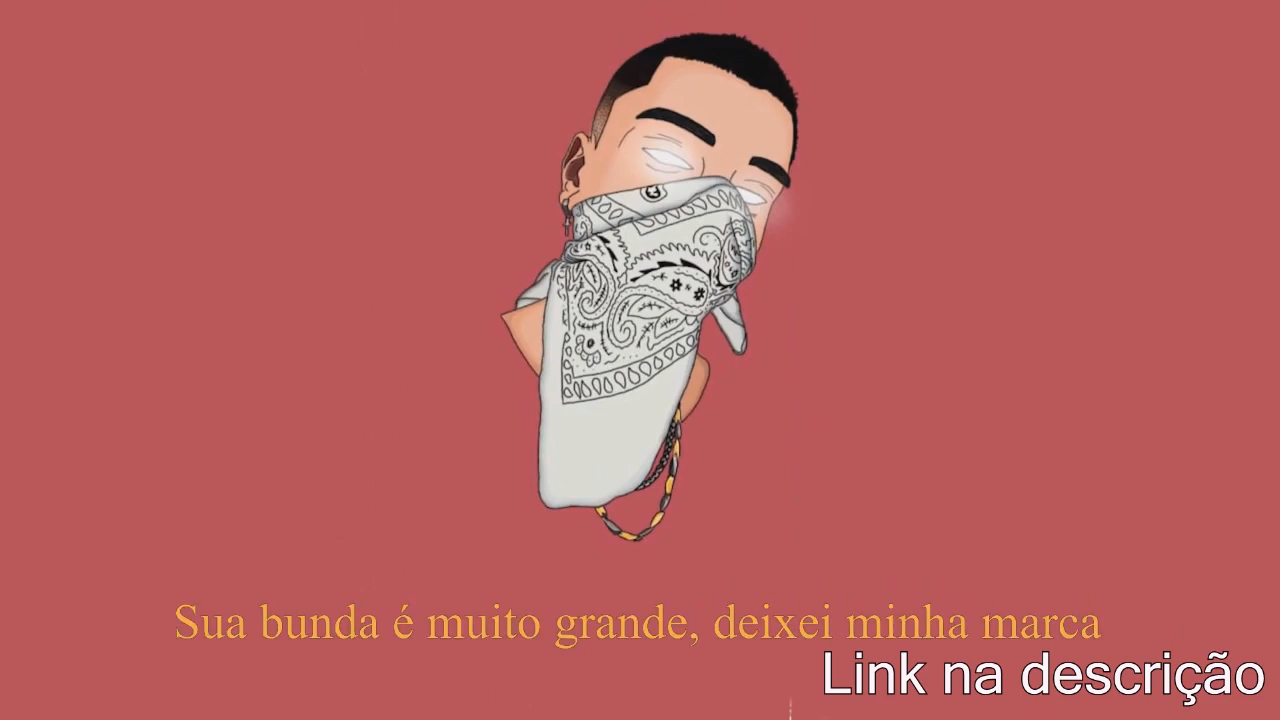 Sua bunda é muito grande, deixei minha marca
Link na descrição